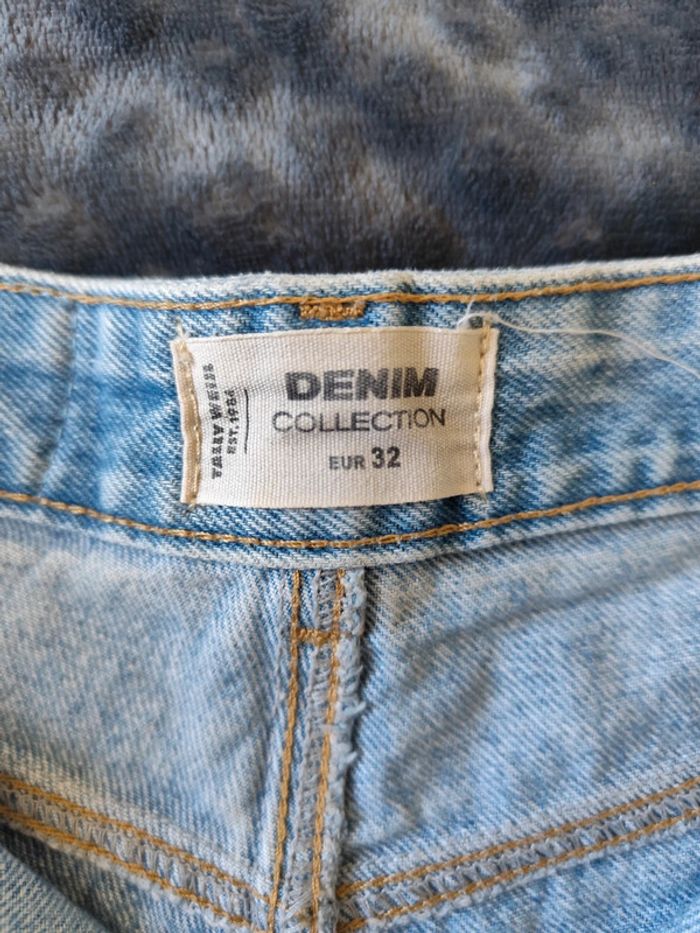 TALLY WEiJL
EST. 1984
DENIM
COLLECTION
EUR 32